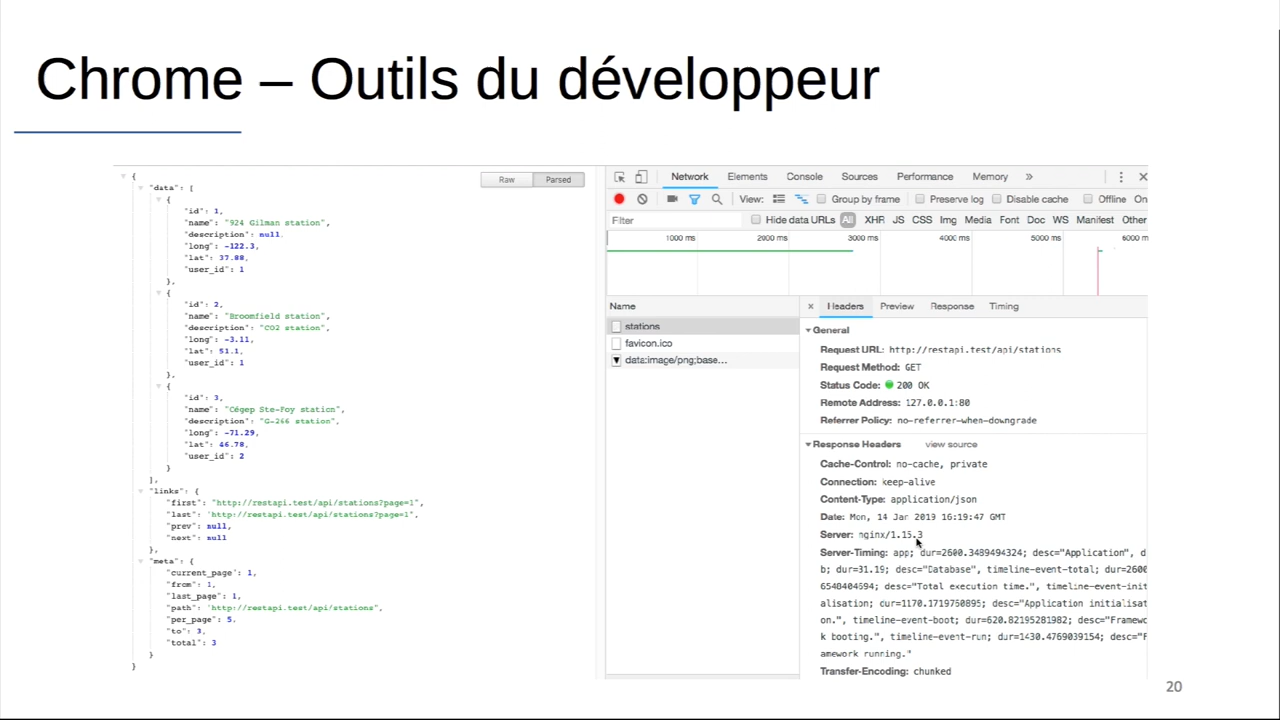 Chrome – Outils du développeur
Raw Parsed
{
"data": [
{
"id": 1,
"name": "924 Gilman station",
"description": null,
"long": -122.3,
"lat": 37.88,
"user_id": 1
},
{
"id": 2,
"name": "Broomfield station",
"description": "CO2 station",
"long": -3.11,
"lat": 51.1,
"user_id": 1
},
{
"id": 3,
"name": "Cégep Ste-Foy station",
"description": "G-266 station",
"long": -71.29,
"lat": 46.78,
"user_id": 2
}
],
"links": {
"first": "http://restapi.test/api/stations?page=1",
"last": "http://restapi.test/api/stations?page=1",
"prev": null,
"next": null
},
"meta": {
"current_page": 1,
"from": 1,
"last_page": 1,
"path": "http://restapi.test/api/stations",
"per_page": 5,
"to": 3,
"total": 3
}
}
Network Elements Console Sources Performance Memory »
View: Group by frame Preserve log Disable cache Offline On
Filter Hide data URLs All XHR JS CSS Img Media Font Doc WS Manifest Other
1000 ms 2000 ms 3000 ms 4000 ms 5000 ms 6000 m
Name
stations
favicon.ico
data:image/png;base...
× Headers Preview Response Timing
General
Request URL: http://restapi.test/api/stations
Request Method: GET
Status Code: 200 OK
Remote Address: 127.0.0.1:80
Referrer Policy: no-referrer-when-downgrade
Response Headers view source
Cache-Control: no-cache, private
Connection: keep-alive
Content-Type: application/json
Date: Mon, 14 Jan 2019 16:19:47 GMT
Server: nginx/1.15.3
Server-Timing: app; dur=2600.3489494324; desc="Application", d
b; dur=31.19; desc="Database", timeline-event-total; dur=2600
6540404694; desc="Total execution time.", timeline-event-init
alisation; dur=1170.1719760895; desc="Application initialisat
on.", timeline-event-boot; dur=620.82195281982; desc="Framewo
k booting.", timeline-event-run; dur=1430.4769039154; desc="F
amework running."
Transfer-Encoding: chunked
20